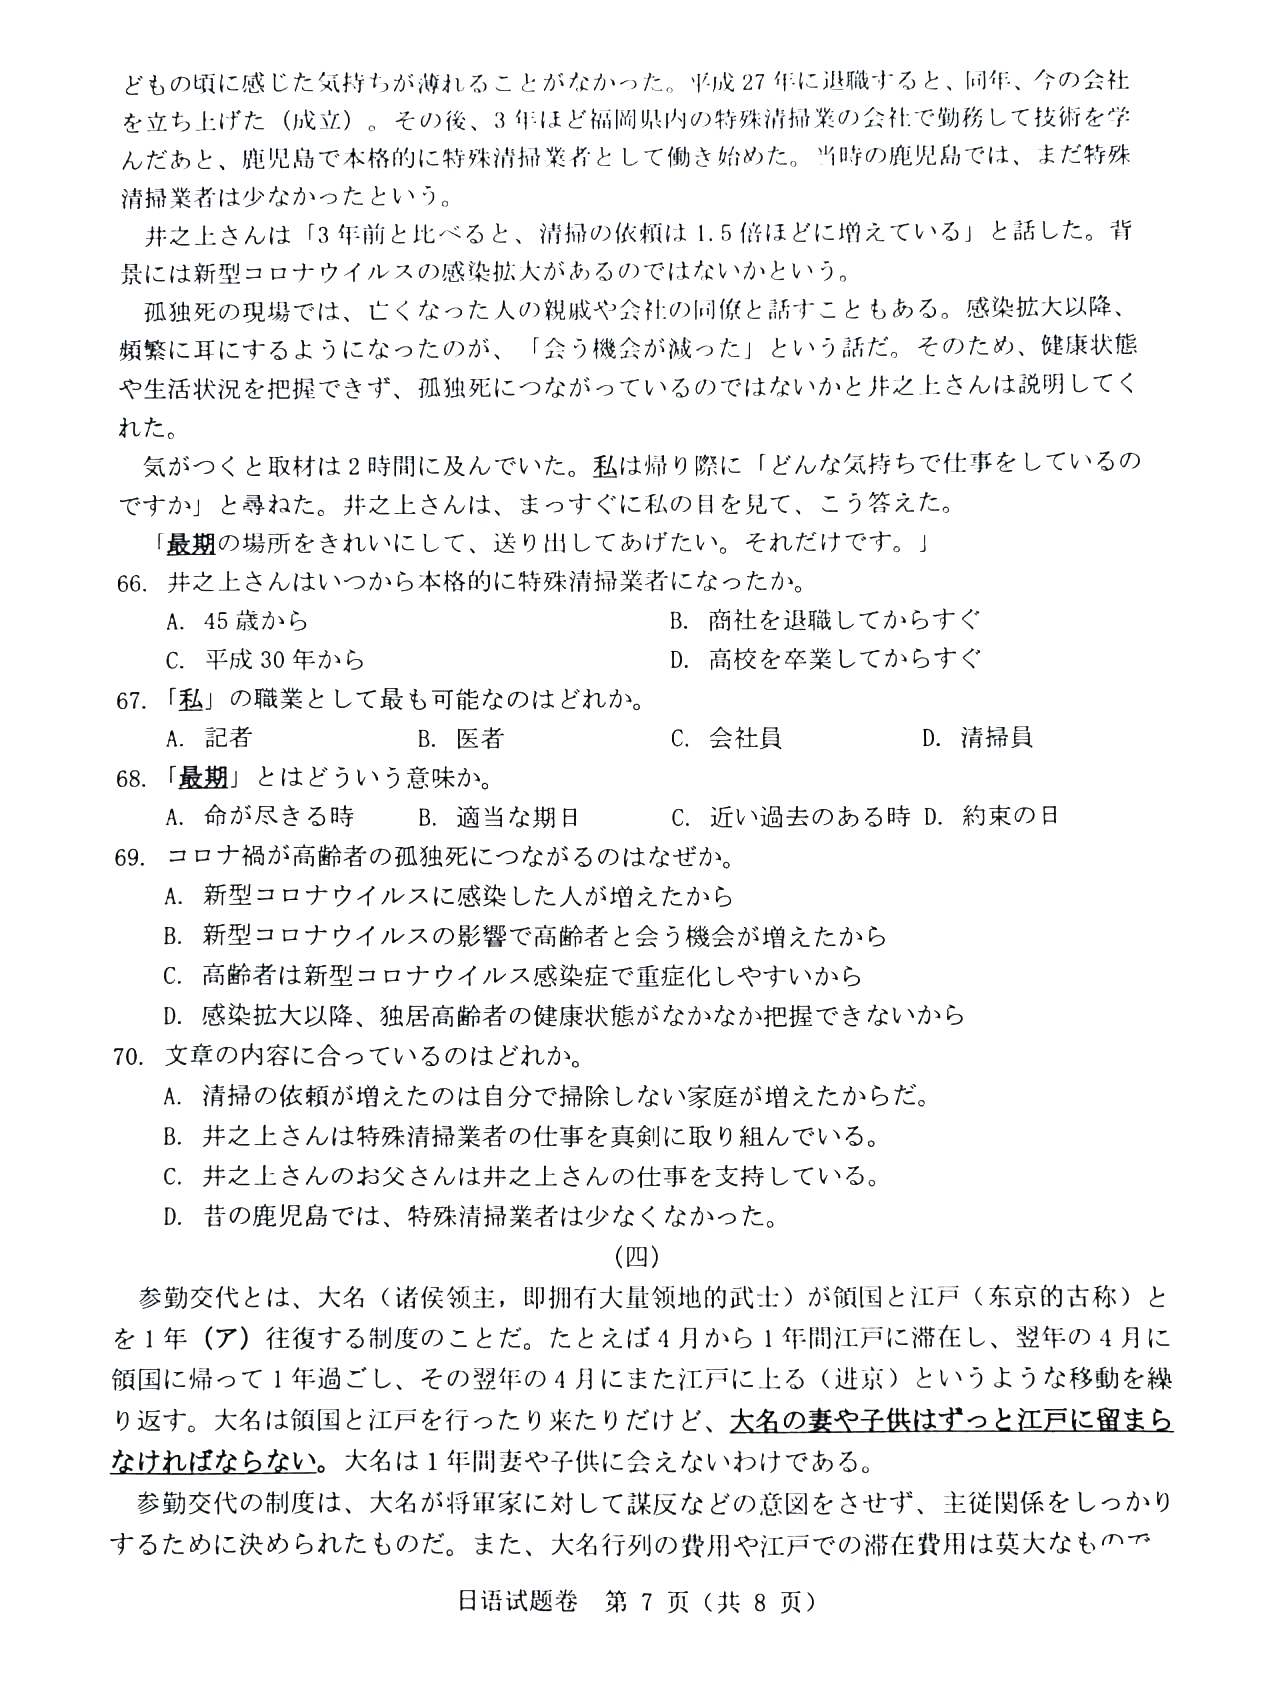 どもの頃に感じた気持ちが薄れることがなかった。平成 27 年に退職すると、同年、今の会社
を立ち上げた（成立）。その後、3 年ほど福岡県内の特殊清掃業の会社で勤務して技術を学
んだあと、鹿児島で本格的に特殊清掃業者として働き始めた。当時の鹿児島では、まだ特殊
清掃業者は少なかったという。
井之上さんは「3 年前と比べると、清掃の依頼は 1.5 倍ほどに増えている」と話した。背
景には新型コロナウイルスの感染拡大があるのではないかという。
孤独死の現場では、亡くなった人の親戚や会社の同僚と話すこともある。感染拡大以降、
頻繁に耳にするようになったのが、「会う機会が減った」という話だ。そのため、健康状態
や生活状況を把握できず、孤独死につながっているのではないかと井之上さんは説明してく
れた。
気がつくと取材は 2 時間に及んでいた。私は帰り際に「どんな気持ちで仕事をしているの
ですか」と尋ねた。井之上さんは、まっすぐに私の目を見て、こう答えた。
「最期の場所をきれいにして、送り出してあげたい。それだけです。」
66. 井之上さんはいつから本格的に特殊清掃業者になったか。
A. 45 歳から B. 商社を退職してからすぐ
C. 平成 30 年から D. 高校を卒業してからすぐ
67.「私」の職業として最も可能なのはどれか。
A. 記者 B. 医者 C. 会社員 D. 清掃員
68.「最期」とはどういう意味か。
A. 命が尽きる時 B. 適当な期日 C. 近い過去のある時 D. 約束の日
69. コロナ禍が高齢者の孤独死につながるのはなぜか。
A. 新型コロナウイルスに感染した人が増えたから
B. 新型コロナウイルスの影響で高齢者と会う機会が増えたから
C. 高齢者は新型コロナウイルス感染症で重症化しやすいから
D. 感染拡大以降、独居高齢者の健康状態がなかなか把握できないから
70. 文章の内容に合っているのはどれか。
A. 清掃の依頼が増えたのは自分で掃除しない家庭が増えたからだ。
B. 井之上さんは特殊清掃業者の仕事を真剣に取り組んでいる。
C. 井之上さんのお父さんは井之上さんの仕事を支持している。
D. 昔の鹿児島では、特殊清掃業者は少なくなかった。
（四）
参勤交代とは、大名（诸侯领主，即拥有大量领地的武士）が領国と江戸（东京的古称）と
を 1 年（ア）往復する制度のことだ。たとえば 4 月から 1 年間江戸に滞在し、翌年の 4 月に
領国に帰って 1 年過ごし、その翌年の 4 月にまた江戸に上る（进京）というような移動を繰
り返す。大名は領国と江戸を行ったり来たりだけど、大名の妻や子供はずっと江戸に留まら
なければならない。大名は 1 年間妻や子供に会えないわけである。
参勤交代の制度は、大名が将軍家に対して謀反などの意図をさせず、主従関係をしっかり
するために決められたものだ。また、大名行列の費用や江戸での滞在費用は莫大なもので
日语试题卷 第 7 页（共 8 页）